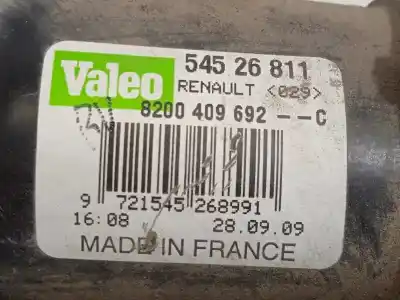 Valeo
545 26 811
RENAULT <029>
8200 409 692 --C
9 721545 268991
16:08 28.09.09
MADE IN FRANCE